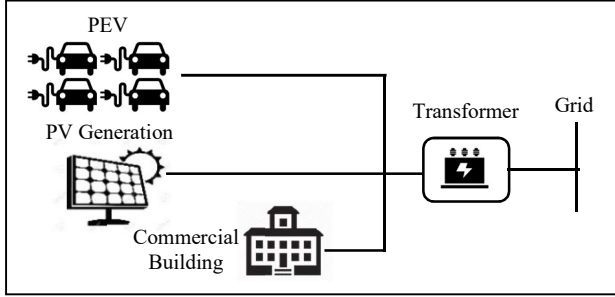 PEV
PV Generation
Commercial
Building
Transformer
Grid